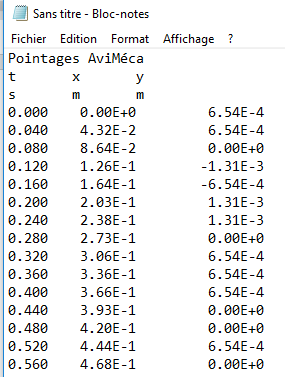 Sans titre - Bloc-notes
Fichier Edition Format Affichage ?
Pointages AviMéca
t x y
s m m
0.000 0.00E+0 6.54E-4
0.040 4.32E-2 6.54E-4
0.080 8.64E-2 0.00E+0
0.120 1.26E-1 -1.31E-3
0.160 1.64E-1 -6.54E-4
0.200 2.03E-1 1.31E-3
0.240 2.38E-1 1.31E-3
0.280 2.73E-1 0.00E+0
0.320 3.06E-1 6.54E-4
0.360 3.36E-1 6.54E-4
0.400 3.66E-1 6.54E-4
0.440 3.93E-1 0.00E+0
0.480 4.20E-1 0.00E+0
0.520 4.44E-1 6.54E-4
0.560 4.68E-1 0.00E+0